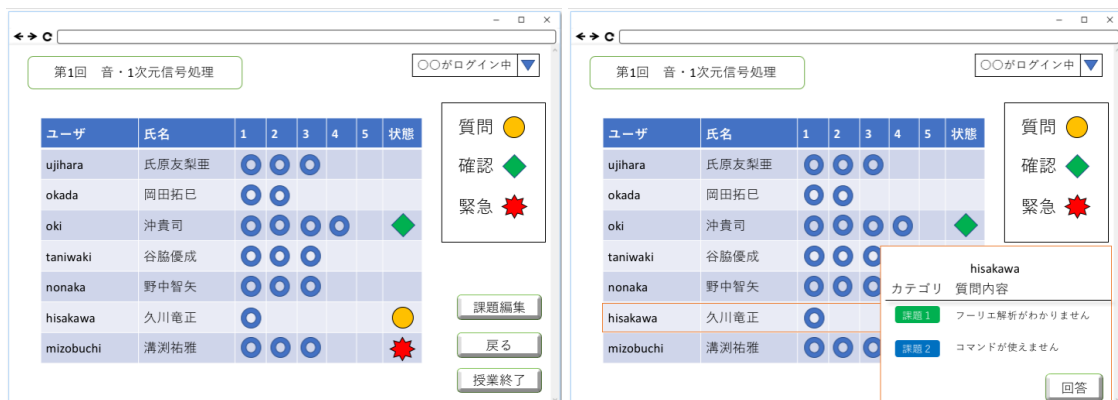 第1回 音・1次元信号処理
〇〇がログイン中
ユーザ 氏名 1 2 3 4 5 状態
ujihara 氏原友梨亜
okada 岡田拓巳
oki 沖貴司
taniwaki 谷脇優成
nonaka 野中智矢
hisakawa 久川竜正
mizobuchi 溝渕祐雅
質問
確認
緊急
課題編集
戻る
授業終了
第1回 音・1次元信号処理
〇〇がログイン中
ユーザ 氏名 1 2 3 4 5 状態
ujihara 氏原友梨亜
okada 岡田拓巳
oki 沖貴司
taniwaki 谷脇優成
nonaka 野中智矢
hisakawa 久川竜正
mizobuchi 溝渕祐雅
質問
確認
緊急
hisakawa
カテゴリ 質問内容
課題1 フーリエ解析がわかりません
課題2 コマンドが使えません
回答